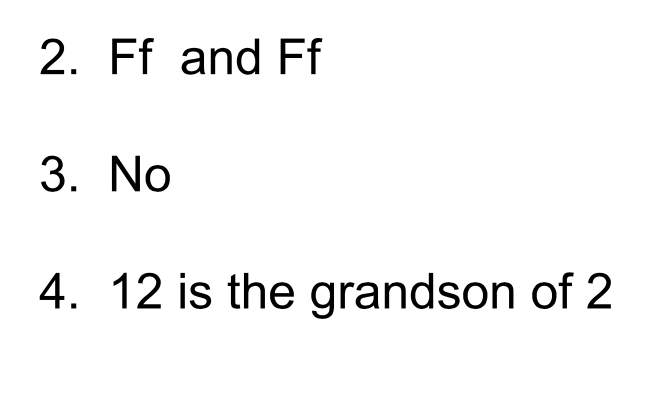 2. Ff and Ff
3. No
4. 12 is the grandson of 2